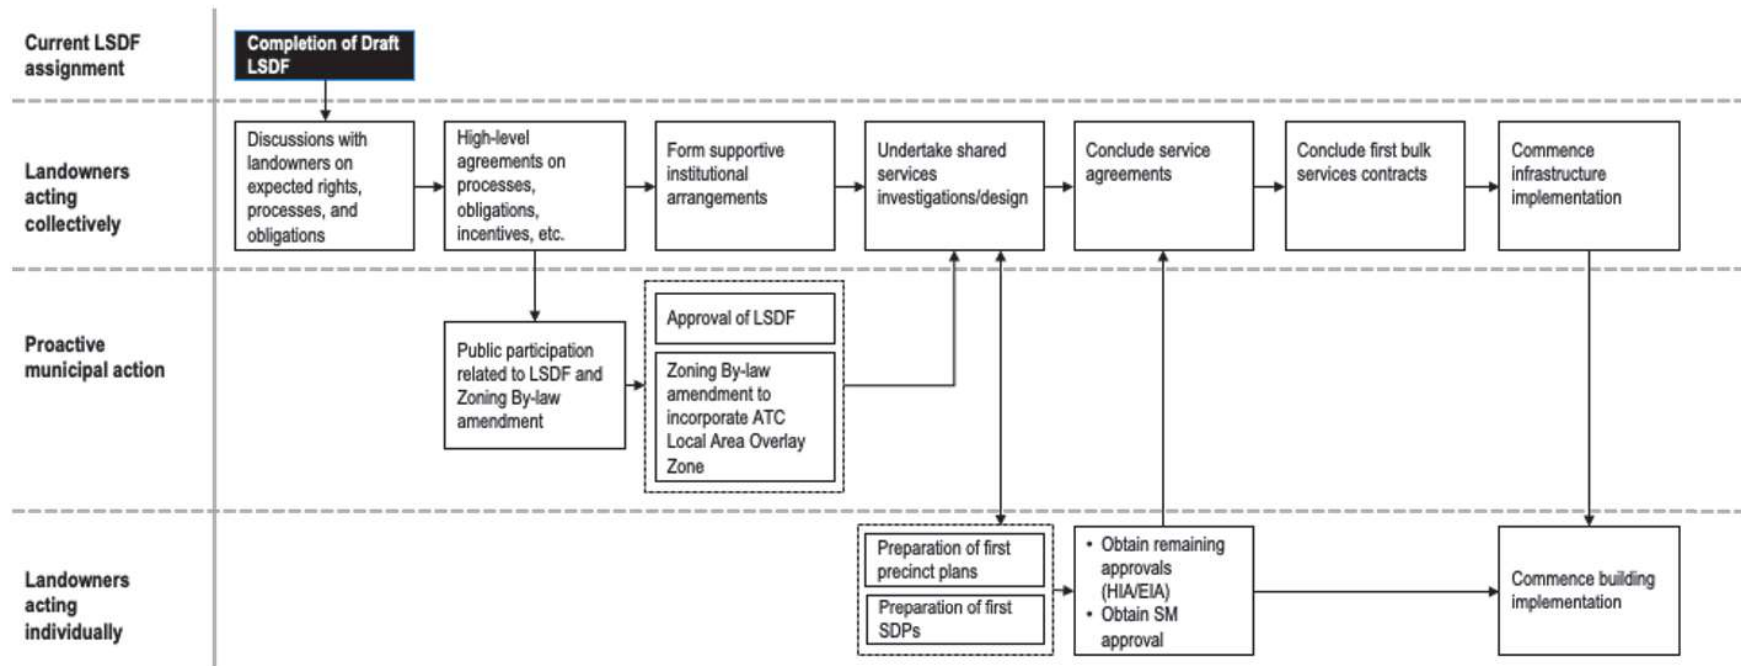 Current LSDF
assignment
Completion of Draft
LSDF
Landowners
acting
collectively
Discussions with
landowners on
expected rights,
processes, and
obligations
High-level
agreements on
processes,
obligations,
incentives, etc.
Form supportive
institutional
arrangements
Undertake shared
services
investigations/design
Conclude service
agreements
Conclude first bulk
services contracts
Commence
infrastructure
implementation
Proactive
municipal action
Public participation
related to LSDF and
Zoning By-law
amendment
Approval of LSDF
Zoning By-law
amendment to
incorporate ATC
Local Area Overlay
Zone
Landowners
acting
individually
Preparation of first
precinct plans
Preparation of first
SDPs
• Obtain remaining
approvals
(HIA/EIA)
• Obtain SM
approval
Commence building
implementation